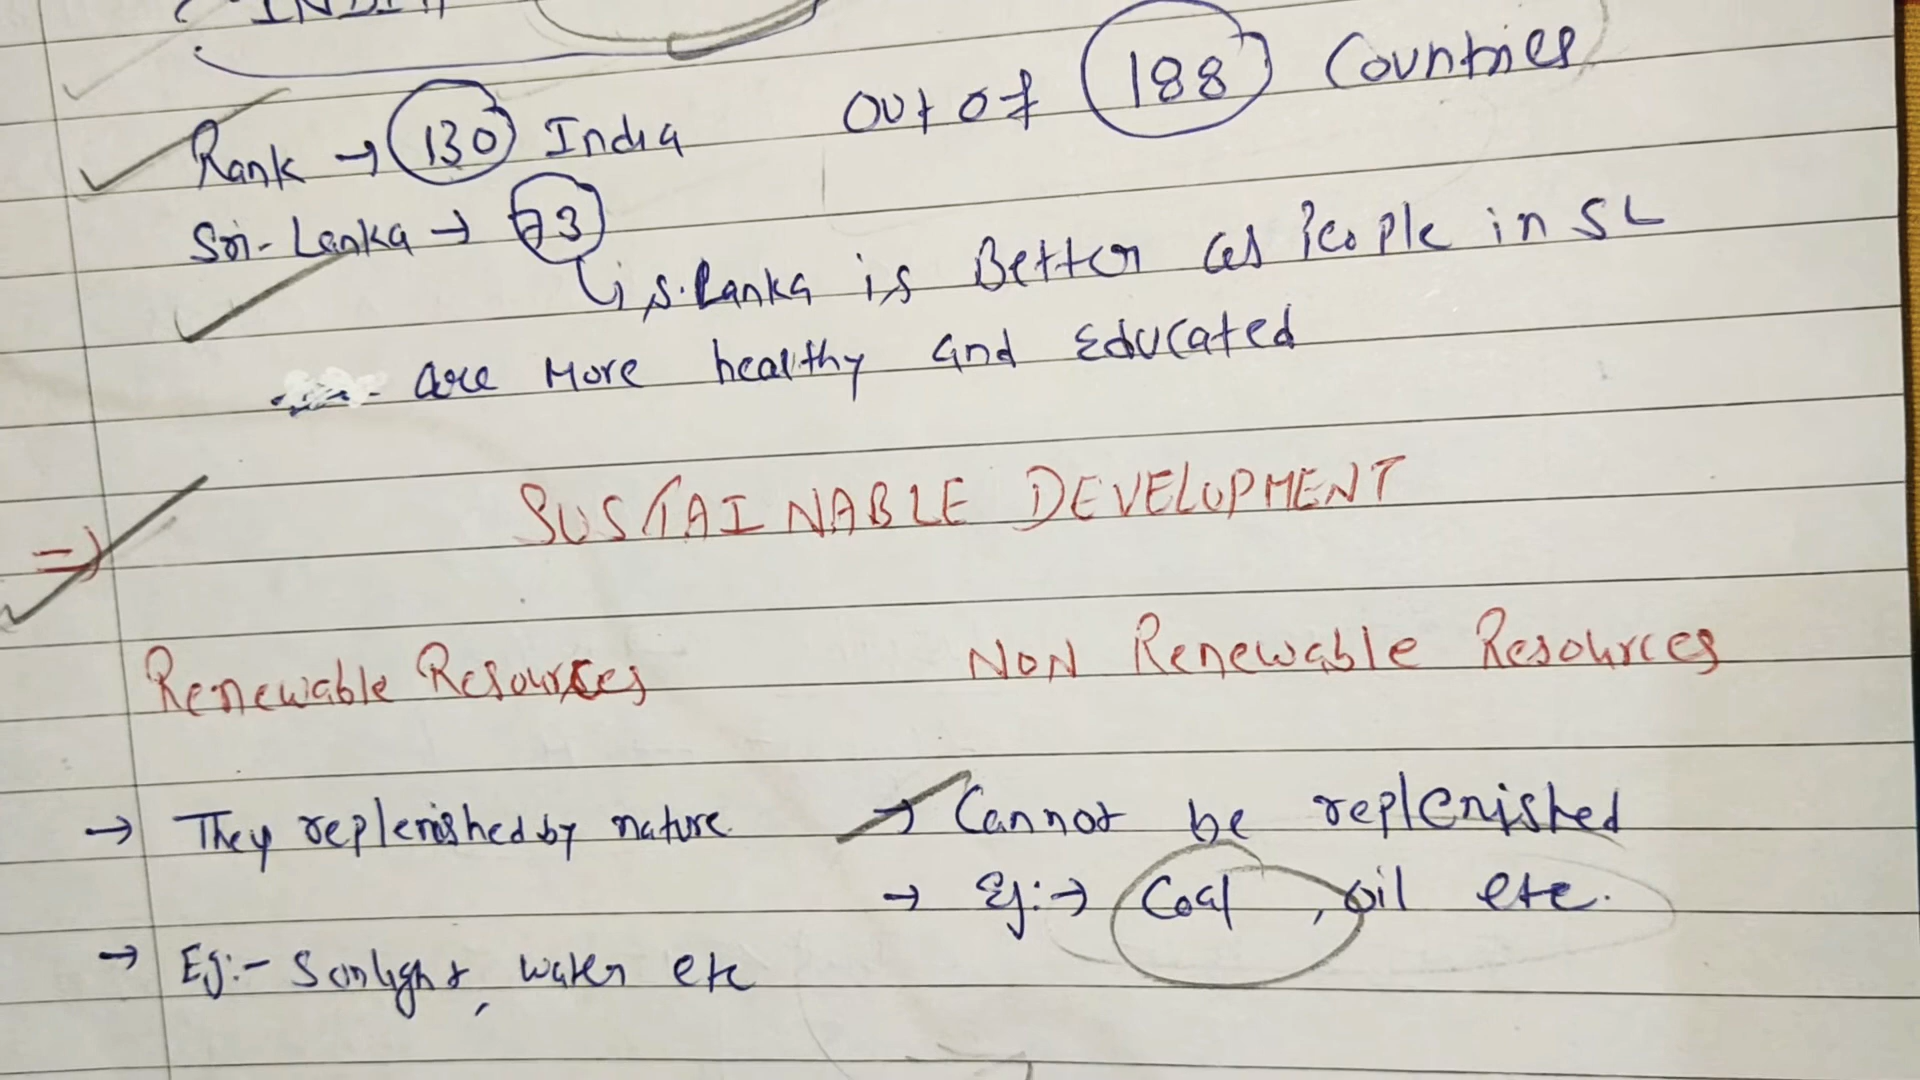 INDIA
Rank → 130 India out of 188 Countries
Sri-Lanka → 73
↳ S.Lanka is Better as People in SL
are More healthy and Educated
⇒ SUSTAINABLE DEVELOPMENT
Renewable Resources NON Renewable Resources
→ They replenished by nature → Cannot be replenished
→ Eg:→ Coal, oil etc.
→ Eg:- Sunlight, water etc